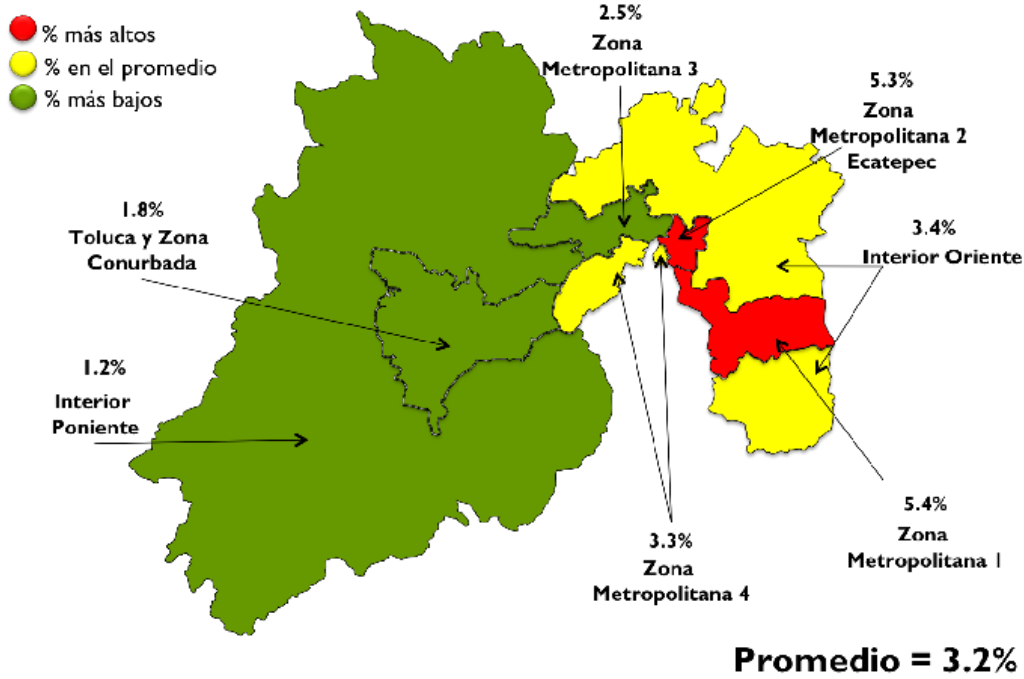 % más altos
% en el promedio
% más bajos
2.5%
Zona
Metropolitana 3
5.3%
Zona
Metropolitana 2
Ecatepec
1.8%
Toluca y Zona
Conurbada
3.4%
Interior Oriente
1.2%
Interior
Poniente
5.4%
Zona
Metropolitana 1
3.3%
Zona
Metropolitana 4
Promedio = 3.2%